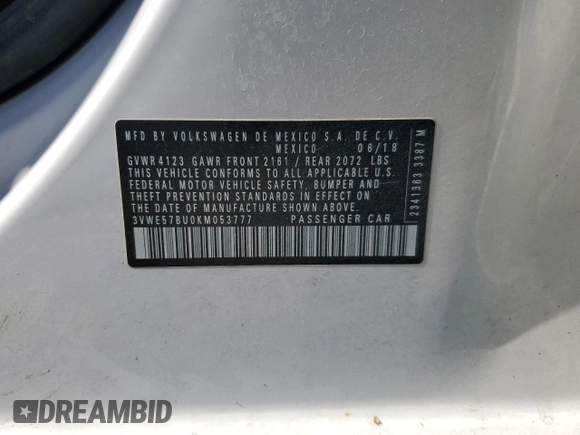 MFD BY VOLKSWAGEN DE MEXICO S.A. DE C.V.
MEXICO 06/18
GVWR 4123 GAWR FRONT 2161 / REAR 2072 LBS
THIS VEHICLE CONFORMS TO ALL APPLICABLE U.S.
FEDERAL MOTOR VEHICLE SAFETY, BUMPER AND
THEFT PREVENTION STANDARDS IN EFFECT ON
THE DATE OF MANUFACTURE SHOWN ABOVE.
3VWE57BU0KM053777 PASSENGER CAR
2341363 3387 M
DREAMBID